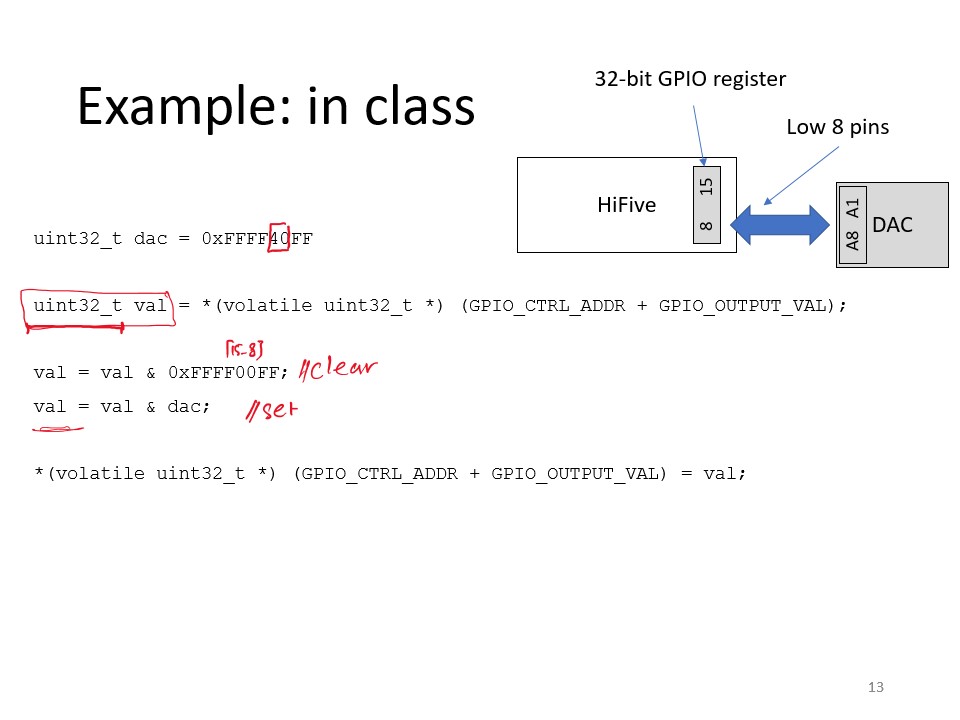 32-bit GPIO register
Example: in class
Low 8 pins
HiFive
8 15
A8 A1
DAC
uint32_t dac = 0xFFFF40FF
uint32_t val = *(volatile uint32_t *) (GPIO_CTRL_ADDR + GPIO_OUTPUT_VAL);
[15-8]
val = val & 0xFFFF00FF; //Clear
val = val & dac; //set
*(volatile uint32_t *) (GPIO_CTRL_ADDR + GPIO_OUTPUT_VAL) = val;
13